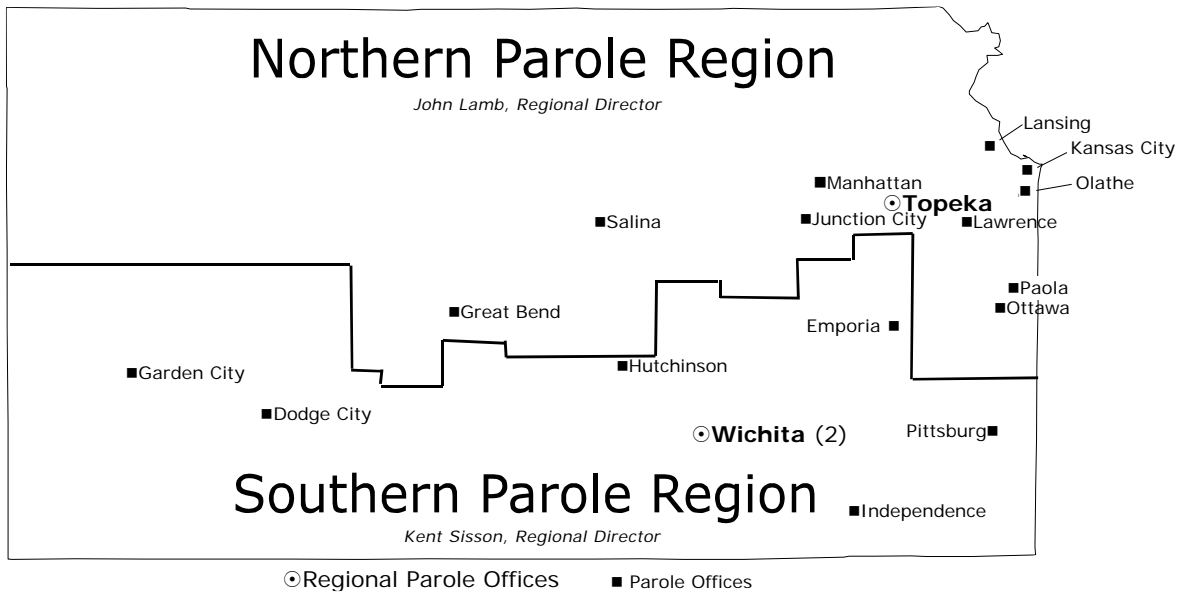 Northern Parole Region
John Lamb, Regional Director
Lansing
Kansas City
Olathe
Manhattan
Topeka
Junction City
Lawrence
Salina
Paola
Ottawa
Great Bend
Emporia
Hutchinson
Garden City
Dodge City
Wichita (2)
Pittsburg
Southern Parole Region
Independence
Kent Sisson, Regional Director
Regional Parole Offices
Parole Offices